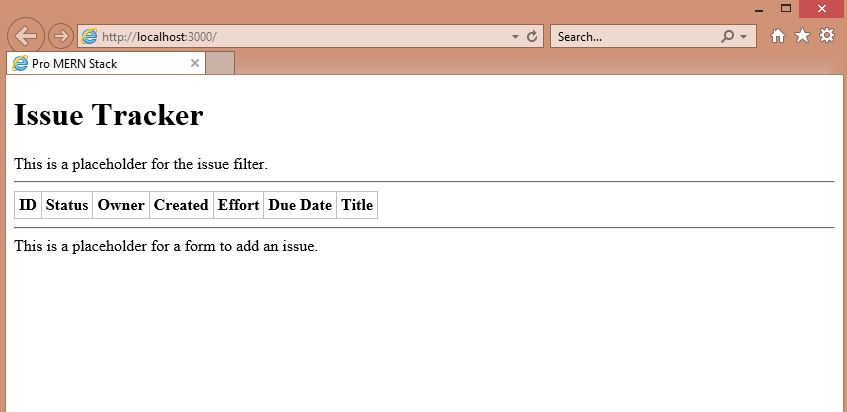 http://localhost:3000/
Search...
Pro MERN Stack
Issue Tracker
This is a placeholder for the issue filter.
ID Status Owner Created Effort Due Date Title
This is a placeholder for a form to add an issue.